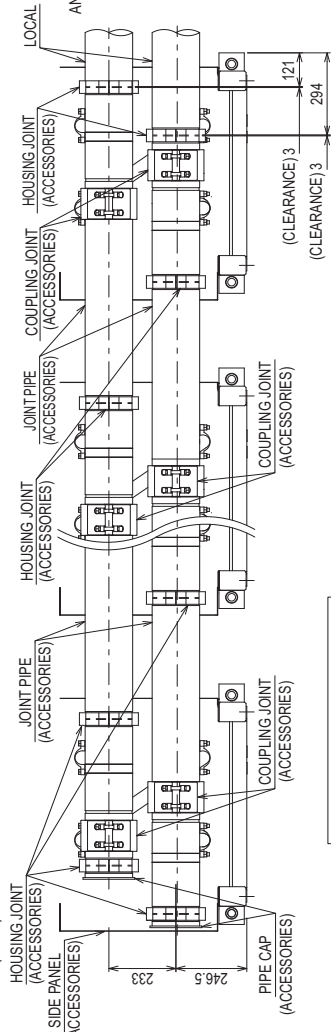 HOUSING JOINT
(ACCESSORIES)
SIDE PANEL
ACCESSORIES)
JOINT PIPE
(ACCESSORIES)
HOUSING JOINT
(ACCESSORIES)
JOINT PIPE
(ACCESSORIES)
COUPLING JOINT
(ACCESSORIES)
HOUSING JOINT
(ACCESSORIES)
LOCAL
AN
233
246.5
PIPE CAP
(ACCESSORIES)
COUPLING JOINT
(ACCESSORIES)
COUPLING JOINT
(ACCESSORIES)
(CLEARANCE) 3
121
(CLEARANCE) 3
294